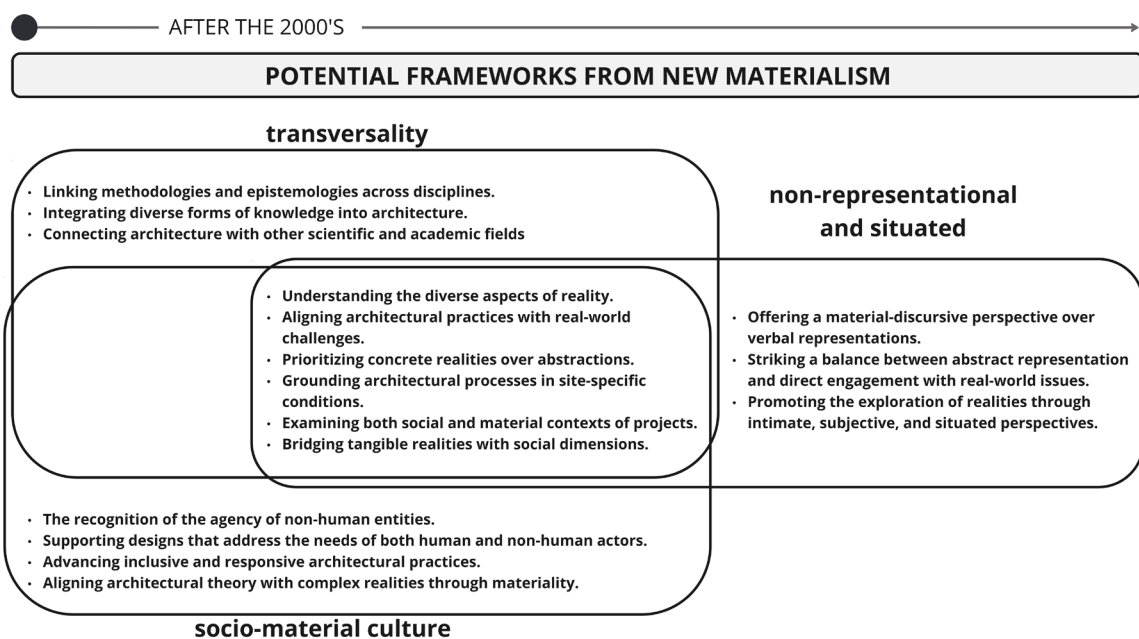 AFTER THE 2000'S
POTENTIAL FRAMEWORKS FROM NEW MATERIALISM
transversality
· Linking methodologies and epistemologies across disciplines.
· Integrating diverse forms of knowledge into architecture.
· Connecting architecture with other scientific and academic fields
non-representational
and situated
· Understanding the diverse aspects of reality.
· Aligning architectural practices with real-world
challenges.
· Prioritizing concrete realities over abstractions.
· Grounding architectural processes in site-specific
conditions.
· Examining both social and material contexts of projects.
· Bridging tangible realities with social dimensions.
· Offering a material-discursive perspective over
verbal representations.
· Striking a balance between abstract representation
and direct engagement with real-world issues.
· Promoting the exploration of realities through
intimate, subjective, and situated perspectives.
· The recognition of the agency of non-human entities.
· Supporting designs that address the needs of both human and non-human actors.
· Advancing inclusive and responsive architectural practices.
· Aligning architectural theory with complex realities through materiality.
socio-material culture